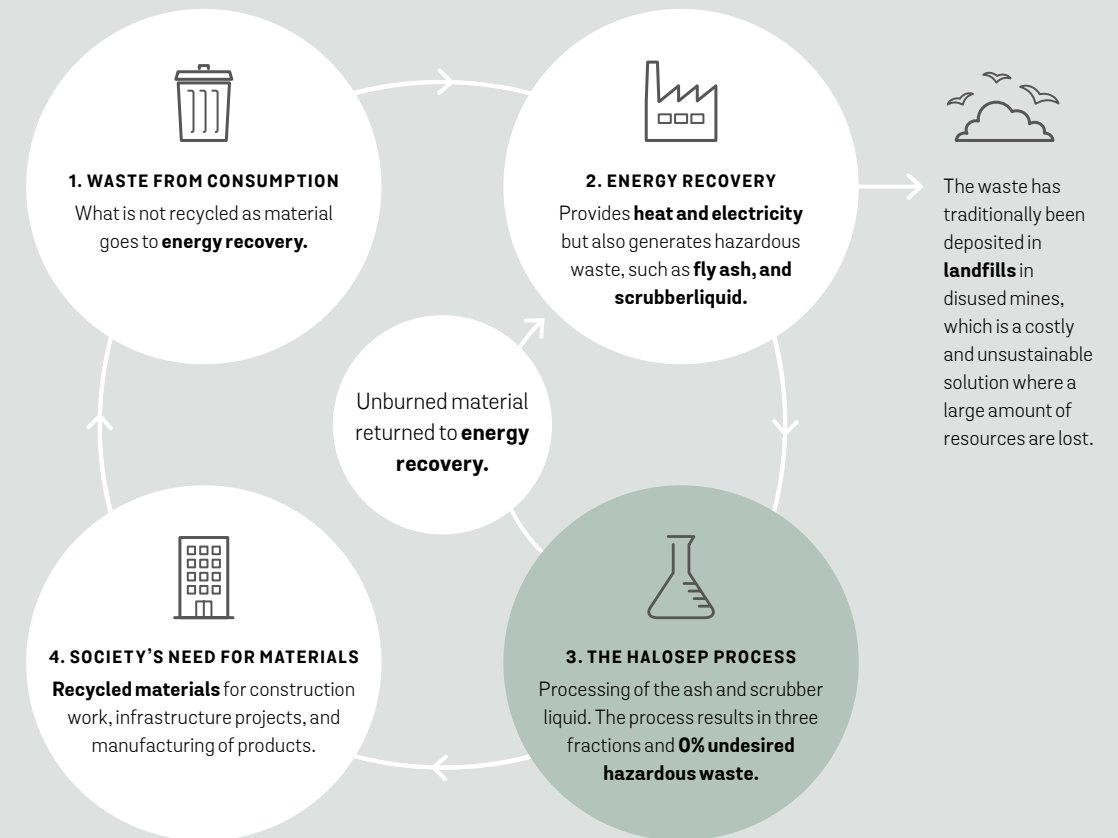 1. WASTE FROM CONSUMPTION
What is not recycled as material
goes to energy recovery.
2. ENERGY RECOVERY
Provides heat and electricity
but also generates hazardous
waste, such as fly ash, and
scrubberliquid.
The waste has
traditionally been
deposited in
landfills in
disused mines,
which is a costly
and unsustainable
solution where a
large amount of
resources are lost.
Unburned material
returned to energy
recovery.
3. THE HALOSEP PROCESS
Processing of the ash and scrubber
liquid. The process results in three
fractions and 0% undesired
hazardous waste.
4. SOCIETY’S NEED FOR MATERIALS
Recycled materials for construction
work, infrastructure projects, and
manufacturing of products.